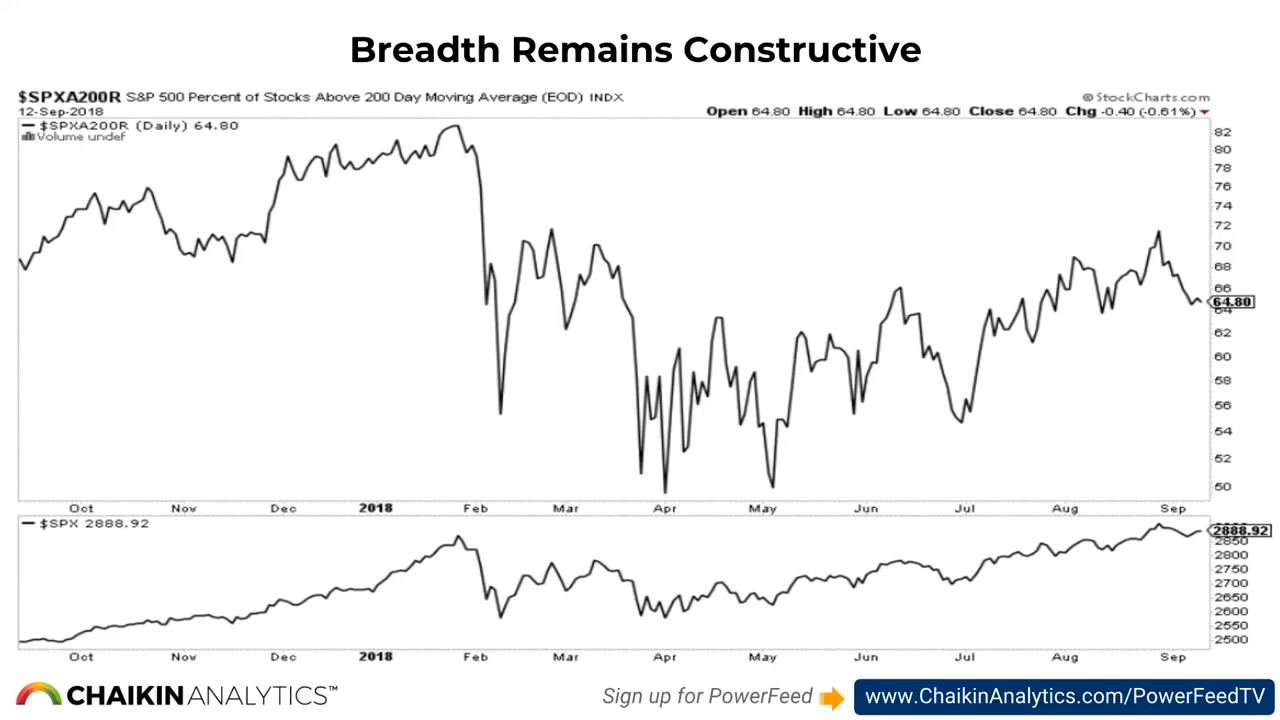 Breadth Remains Constructive
$SPXA200R S&P 500 Percent of Stocks Above 200 Day Moving Average (EOD) INDX
© StockCharts.com
12-Sep-2018
Open 64.80 High 64.80 Low 64.80 Close 64.80 Chg -0.40 (-0.61%)
$SPXA200R (Daily) 64.80
Volume undef
82
80
78
76
74
72
70
68
66
64.80
64
62
60
58
56
54
52
50
Oct Nov Dec 2018 Feb Mar Apr May Jun Jul Aug Sep
$SPX 2888.92
2888.92
2850
2800
2750
2700
2650
2600
2550
2500
Oct Nov Dec 2018 Feb Mar Apr May Jun Jul Aug Sep
CHAIKIN ANALYTICS™
Sign up for PowerFeed
www.ChaikinAnalytics.com/PowerFeedTV